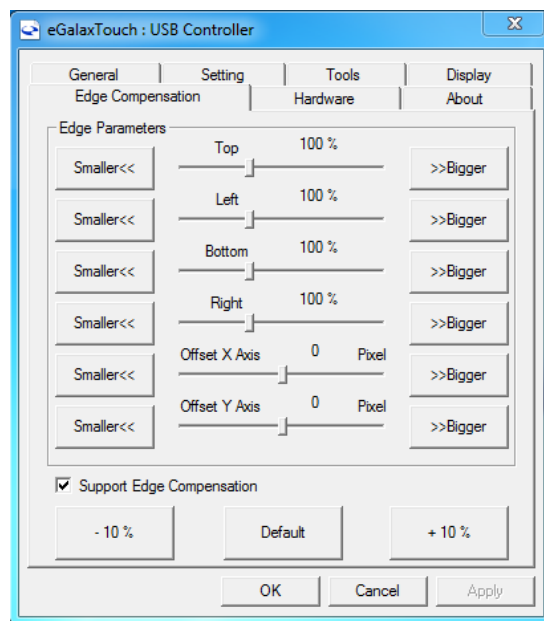 eGalaxTouch : USB Controller
General Setting Tools Display
Edge Compensation Hardware About
Edge Parameters
Top 100 %
Smaller<< >>Bigger
Left 100 %
Smaller<< >>Bigger
Bottom 100 %
Smaller<< >>Bigger
Right 100 %
Smaller<< >>Bigger
Offset X Axis 0 Pixel
Smaller<< >>Bigger
Offset Y Axis 0 Pixel
Smaller<< >>Bigger
Support Edge Compensation
- 10 % Default + 10 %
OK Cancel Apply